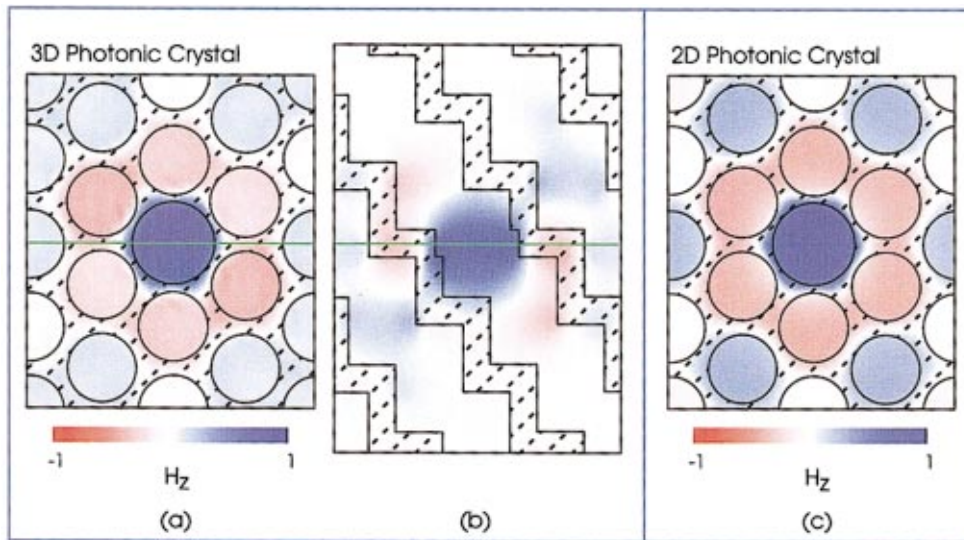 3D Photonic Crystal
2D Photonic Crystal
-1 1
Hz
-1 1
Hz
(a)
(b)
(c)